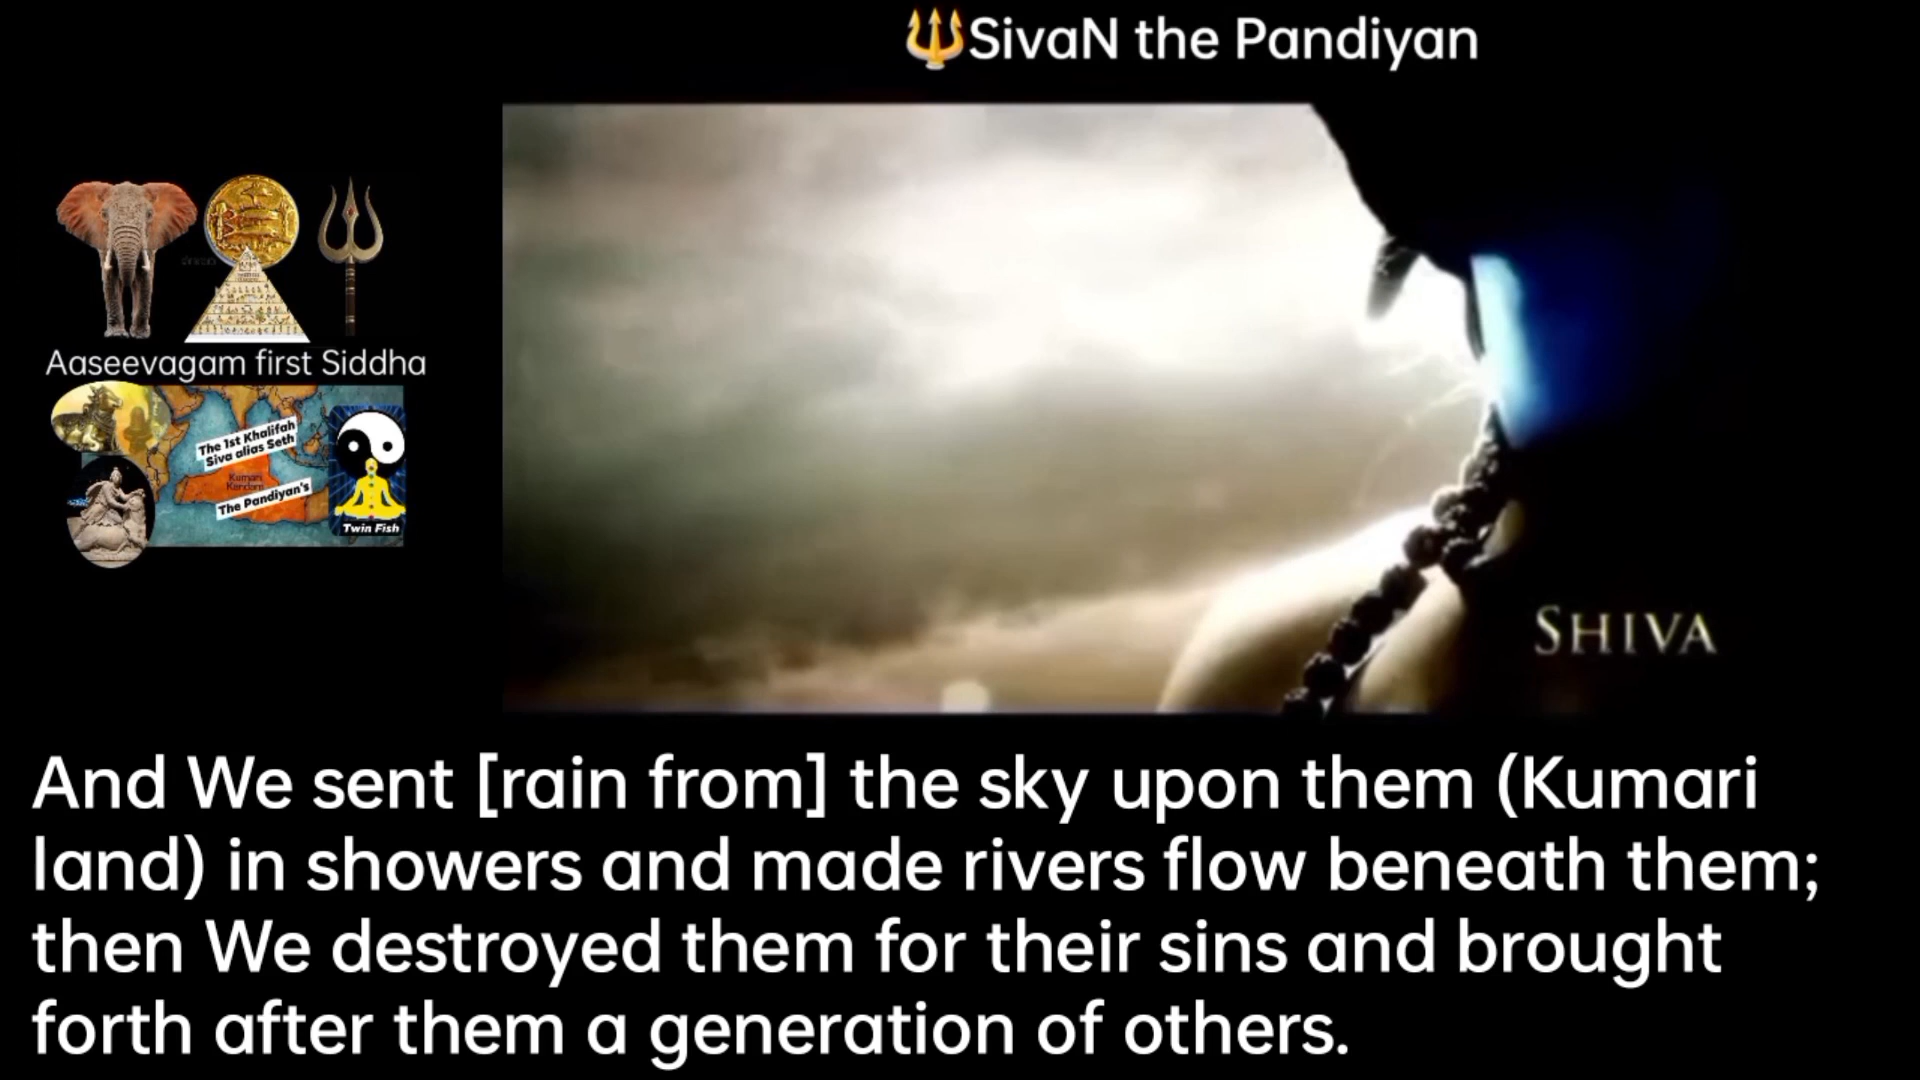 🔱SivaN the Pandiyan
Aaseevagam first Siddha
The 1st Khalifah
Siva alias Seth
Kumari
Kandam
The Pandiyan's
Twin Fish
SHIVA
And We sent [rain from] the sky upon them (Kumari
land) in showers and made rivers flow beneath them;
then We destroyed them for their sins and brought
forth after them a generation of others.